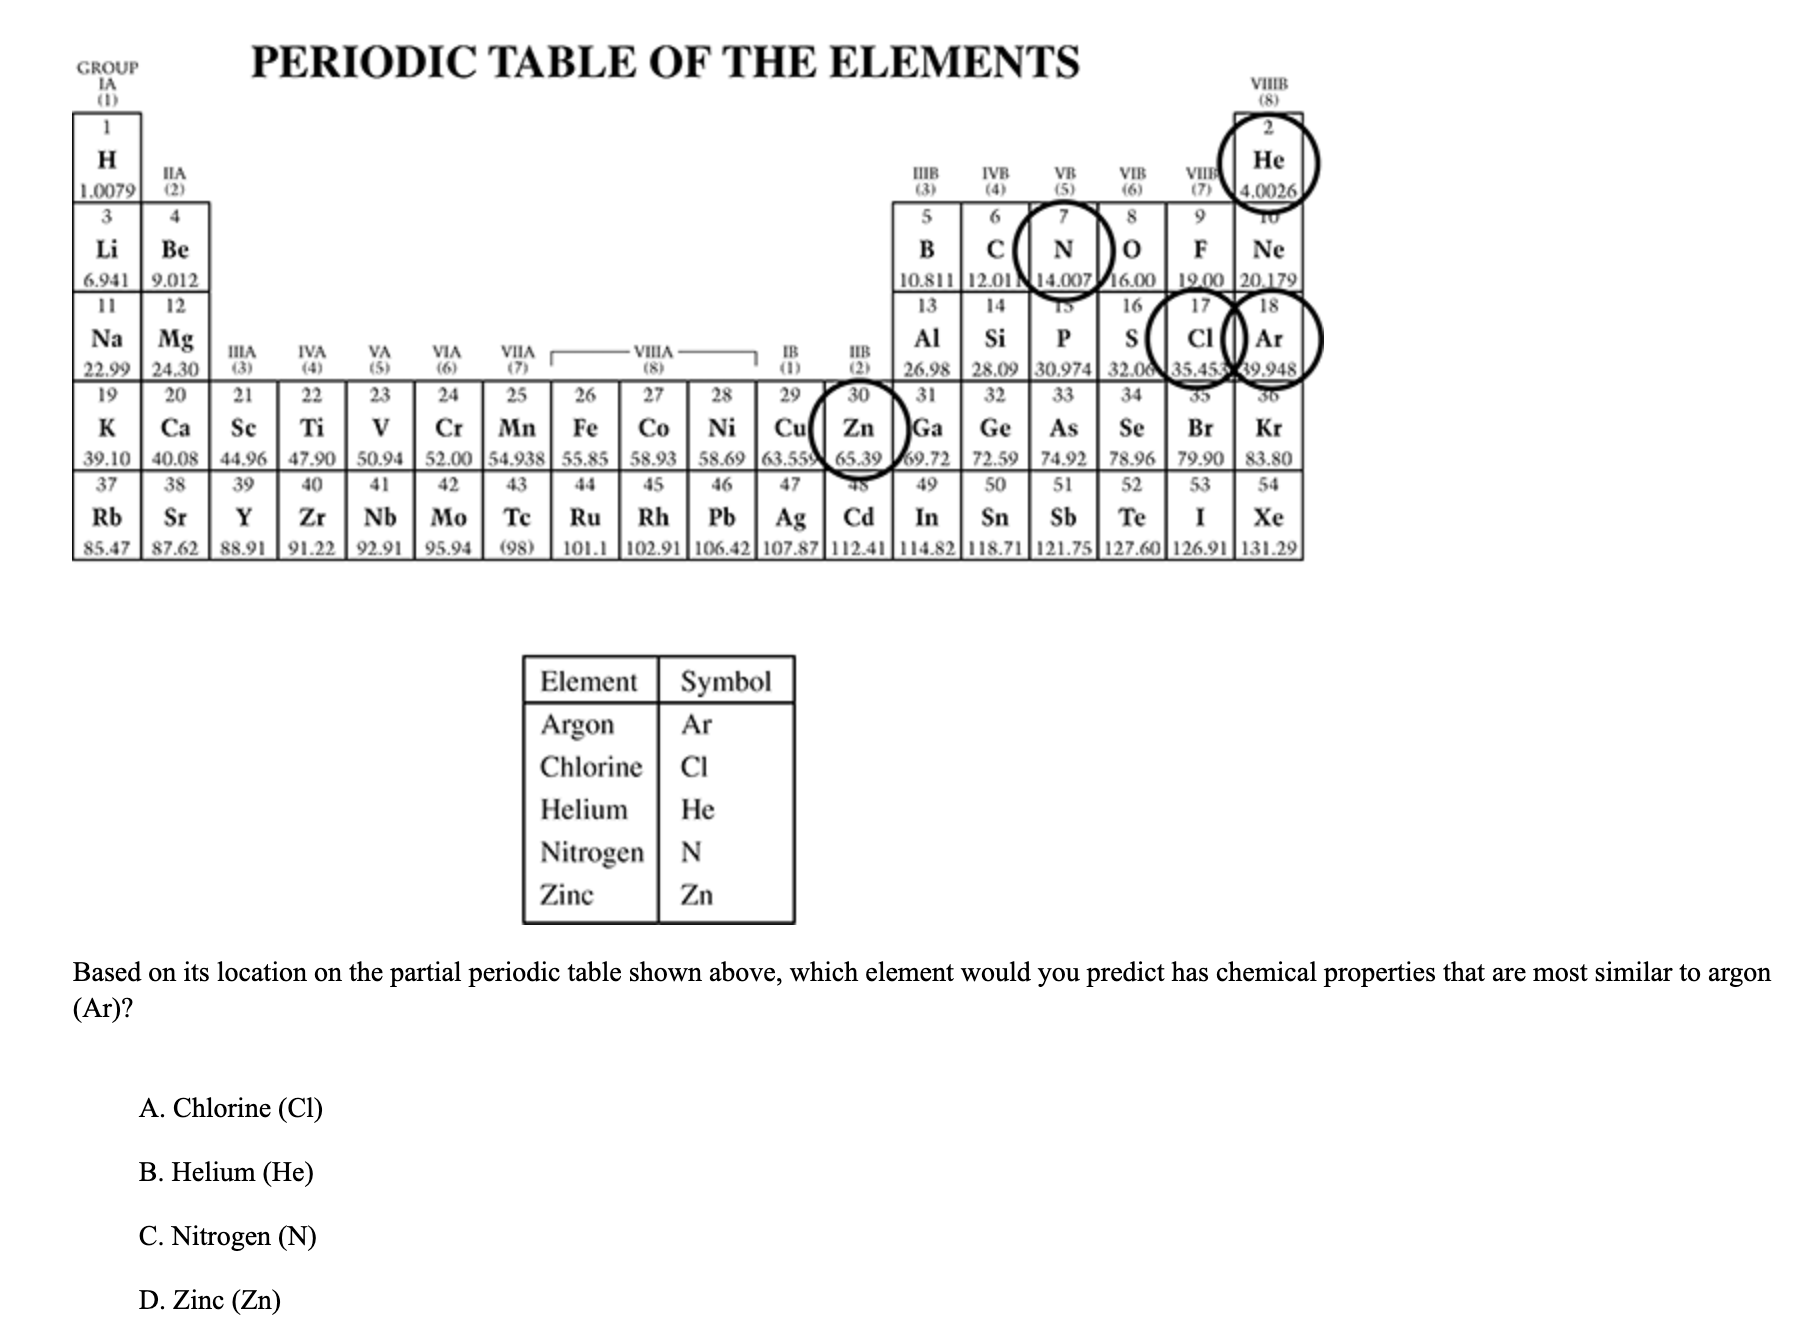 PERIODIC TABLE OF THE ELEMENTS
GROUP
IA
(1)
VIIIB
(8)
1 2
H He
1.0079 4.0026
IIA IIIB IVB VB VIB VIIB
(2) (3) (4) (5) (6) (7)
3 4 5 6 7 8 9 10
Li Be B C N O F Ne
6.941 9.012 10.811 12.011 14.007 16.00 19.00 20.179
11 12 13 14 15 16 17 18
Na Mg Al Si P S Cl Ar
22.99 24.30 26.98 28.09 30.974 32.06 35.453 39.948
IIIA IVA VA VIA VIIA VIIIA IB IIB
(3) (4) (5) (6) (7) (8) (1) (2)
19 20 21 22 23 24 25 26 27 28 29 30 31 32 33 34 35 36
K Ca Sc Ti V Cr Mn Fe Co Ni Cu Zn Ga Ge As Se Br Kr
39.10 40.08 44.96 47.90 50.94 52.00 54.938 55.85 58.93 58.69 63.559 65.39 69.72 72.59 74.92 78.96 79.90 83.80
37 38 39 40 41 42 43 44 45 46 47 48 49 50 51 52 53 54
Rb Sr Y Zr Nb Mo Tc Ru Rh Pb Ag Cd In Sn Sb Te I Xe
85.47 87.62 88.91 91.22 92.91 95.94 (98) 101.1 102.91 106.42 107.87 112.41 114.82 118.71 121.75 127.60 126.91 131.29
Element Symbol
Argon Ar
Chlorine Cl
Helium He
Nitrogen N
Zinc Zn
Based on its location on the partial periodic table shown above, which element would you predict has chemical properties that are most similar to argon
(Ar)?
A. Chlorine (Cl)
B. Helium (He)
C. Nitrogen (N)
D. Zinc (Zn)